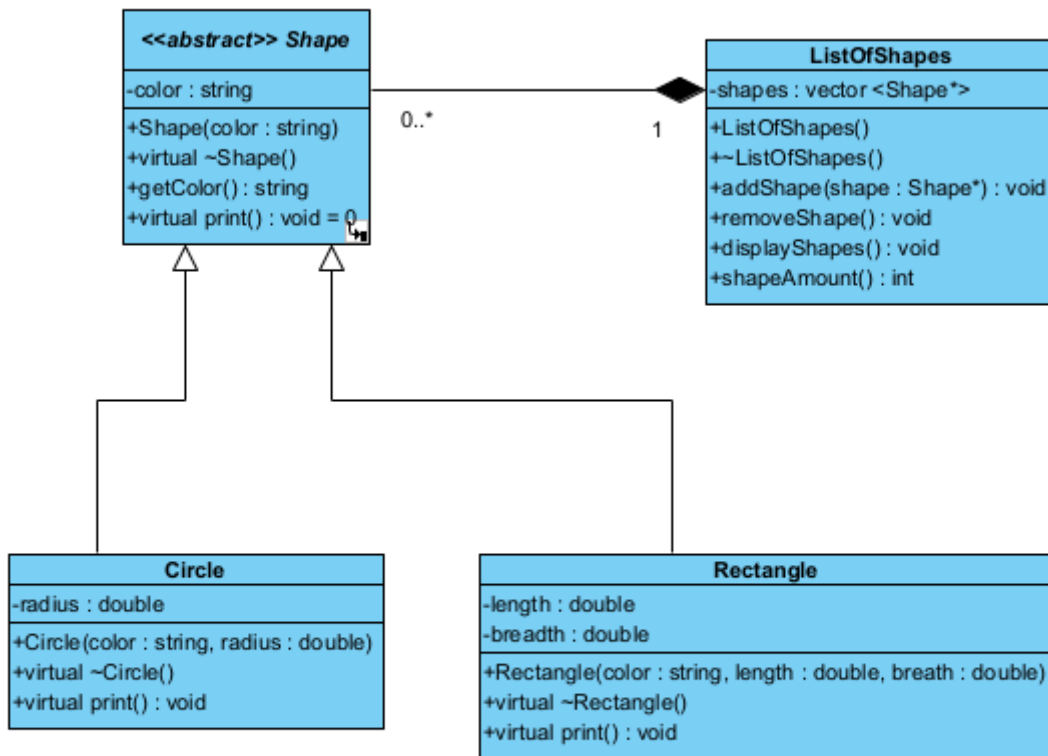 <<abstract>> Shape
-color : string
+Shape(color : string)
+virtual ~Shape()
+getColor() : string
+virtual print() : void = 0
0..*
1
ListOfShapes
-shapes : vector <Shape*>
+ListOfShapes()
+~ListOfShapes()
+addShape(shape : Shape*) : void
+removeShape() : void
+displayShapes() : void
+shapeAmount() : int
Circle
-radius : double
+Circle(color : string, radius : double)
+virtual ~Circle()
+virtual print() : void
Rectangle
-length : double
-breadth : double
+Rectangle(color : string, length : double, breath : double)
+virtual ~Rectangle()
+virtual print() : void